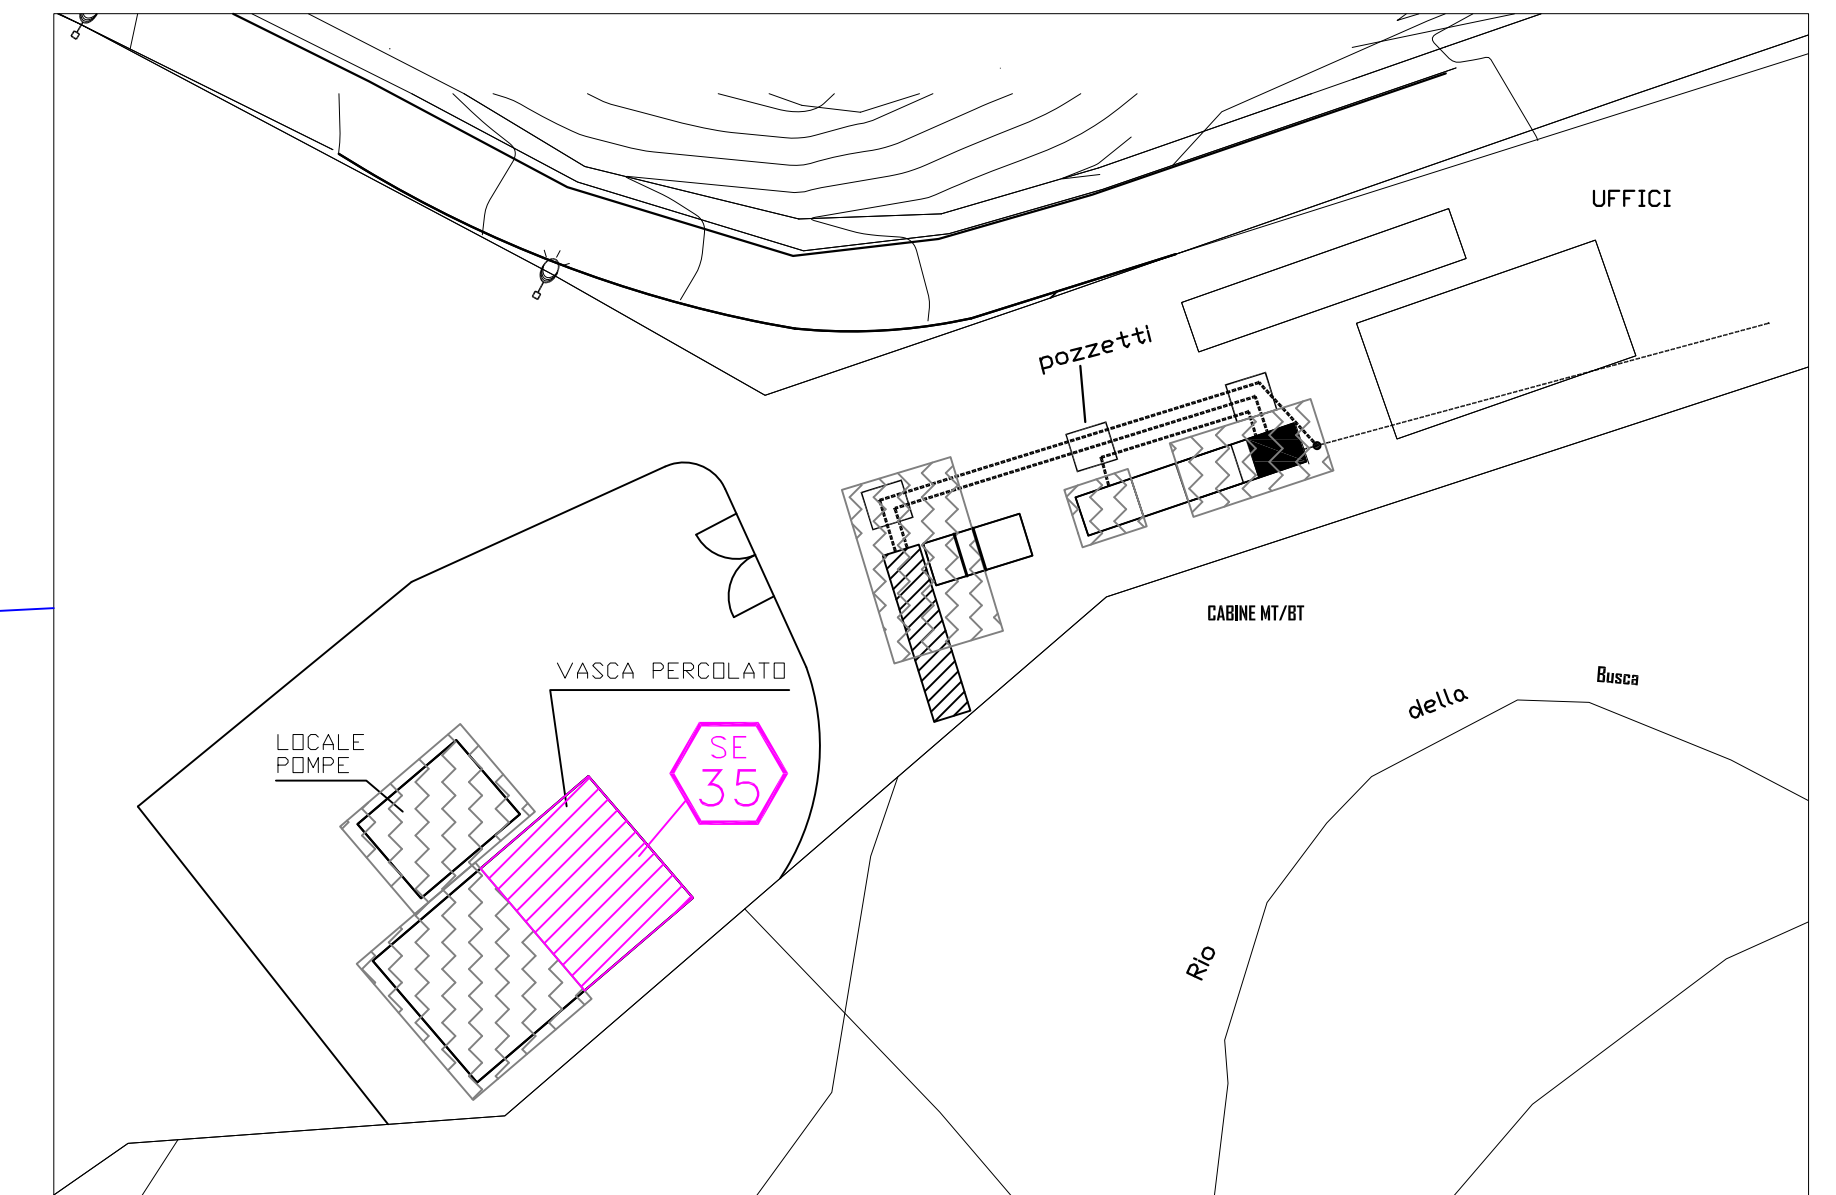 UFFICI
pozzetti
CABINE MT/BT
VASCA PERCOLATO
Busca
della
SE
35
LOCALE
POMPE
Rio